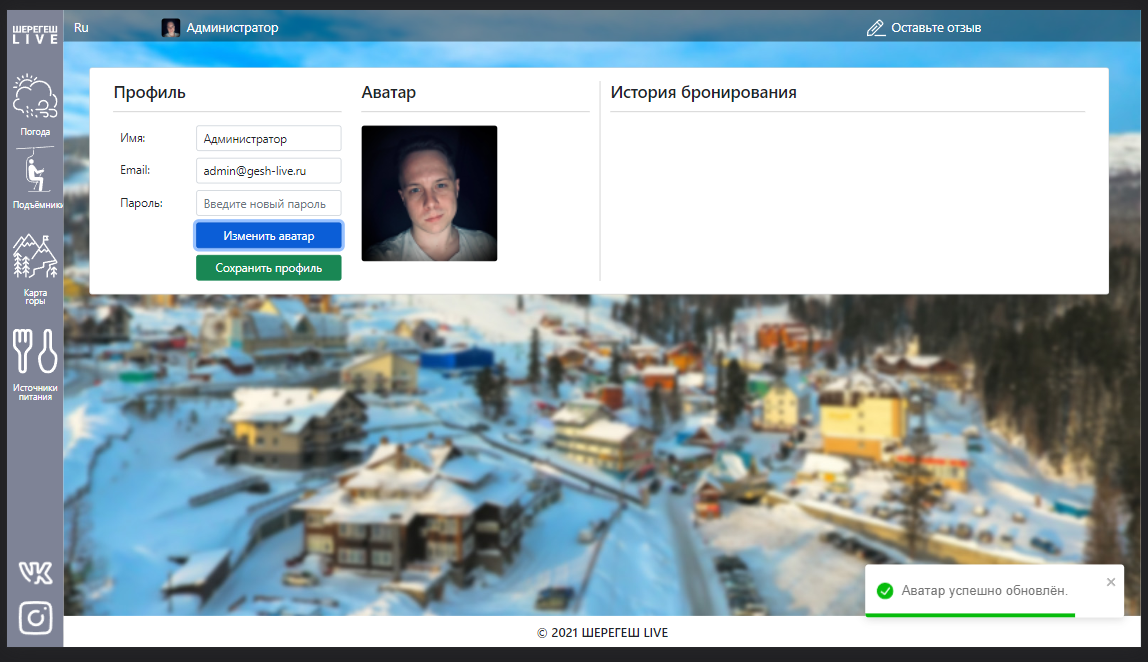 ШЕРЕГЕШ
LIVE
Ru
Администратор
Оставьте отзыв
Погода
Подъёмники
Карта
горы
Источники
питания
Профиль
Имя:
Администратор
Email:
admin@gesh-live.ru
Пароль:
Введите новый пароль
Изменить аватар
Сохранить профиль
Аватар
История бронирования
Аватар успешно обновлён.
© 2021 ШЕРЕГЕШ LIVE